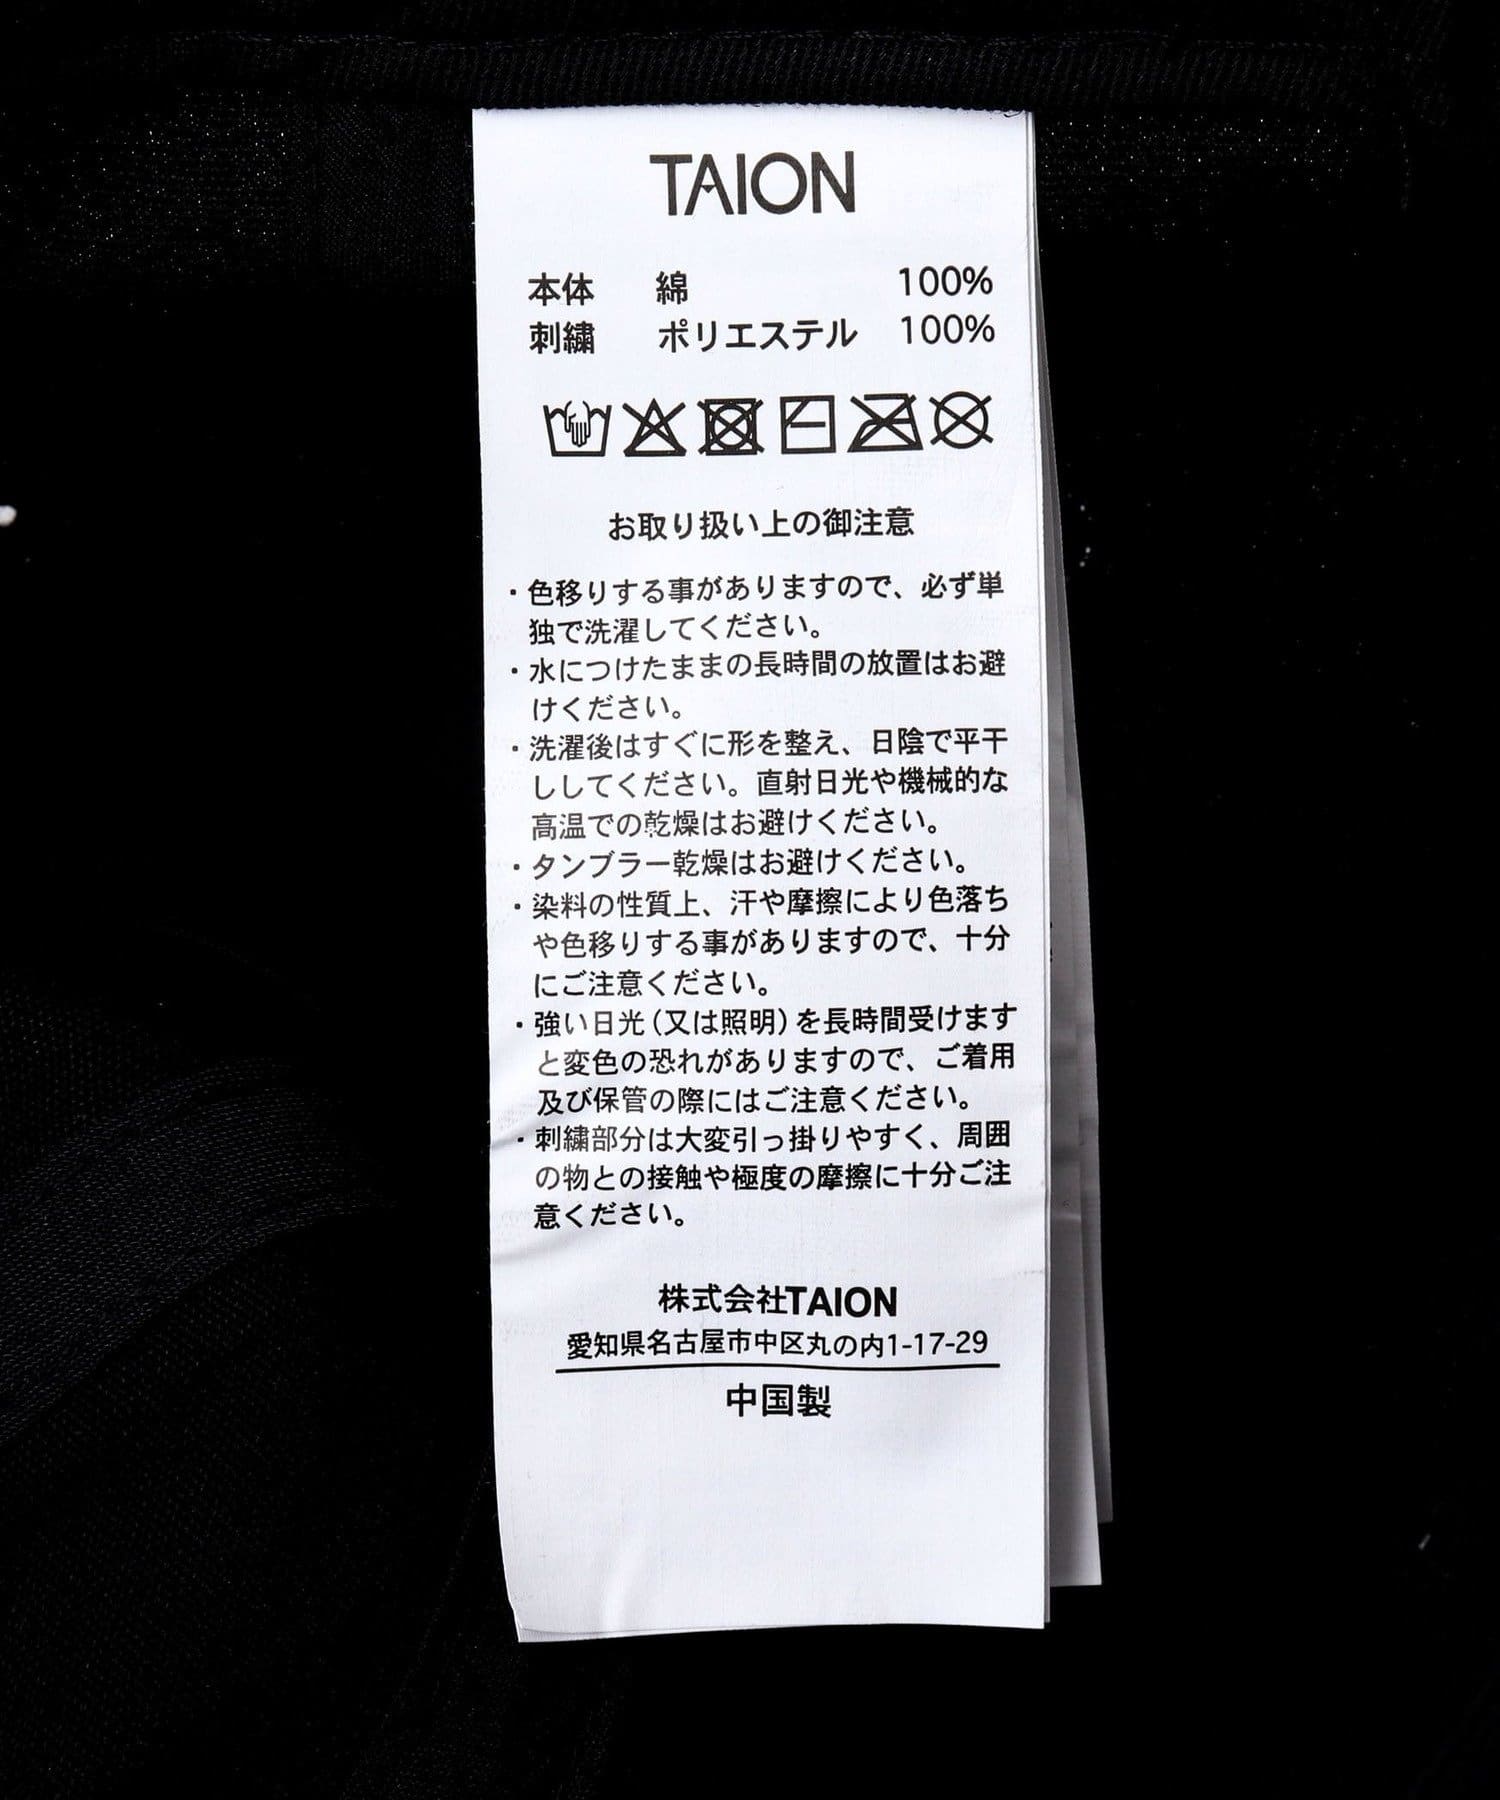 TAION
本体 綿 100%
刺繍 ポリエステル 100%
お取り扱い上の御注意
・色移りする事がありますので、必ず単
独で洗濯してください。
・水につけたままの長時間の放置はお避
けください。
・洗濯後はすぐに形を整え、日陰で平干
ししてください。直射日光や機械的な
高温での乾燥はお避けください。
・タンブラー乾燥はお避けください。
・染料の性質上、汗や摩擦により色落ち
や色移りする事がありますので、十分
にご注意ください。
・強い日光(又は照明)を長時間受けます
と変色の恐れがありますので、ご着用
及び保管の際にはご注意ください。
・刺繍部分は大変引っ掛りやすく、周囲
の物との接触や極度の摩擦に十分ご注
意ください。
株式会社TAION
愛知県名古屋市中区丸の内1-17-29
中国製